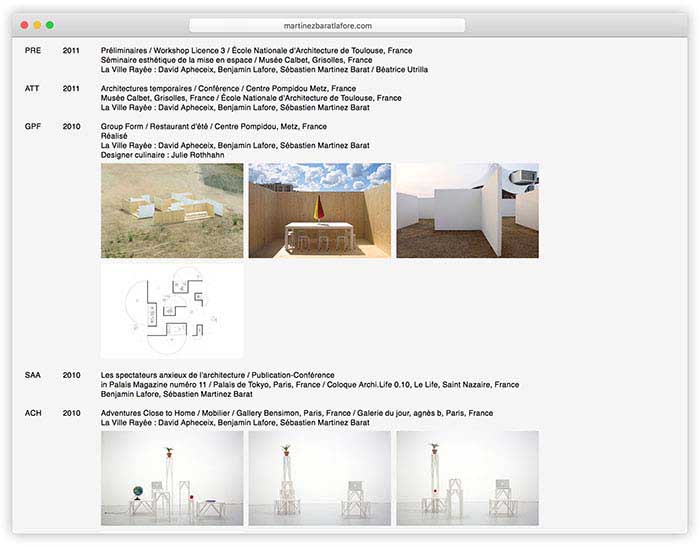 martinezbaratlafore.com
PRE 2011 Préliminaires / Workshop Licence 3 / École Nationale d'Architecture de Toulouse, France
Séminaire esthétique de la mise en espace / Musée Calbet, Grisolles, France
La Ville Rayée : David Apheceix, Benjamin Lafore, Sébastien Martinez Barat / Béatrice Utrilla
ATT 2011 Architectures temporaires / Conférence / Centre Pompidou Metz, France
Musée Calbet, Grisolles, France / École Nationale d'Architecture de Toulouse, France
La Ville Rayée : David Apheceix, Benjamin Lafore, Sébastien Martinez Barat
GPF 2010 Group Form / Restaurant d'été / Centre Pompidou, Metz, France
Réalisé
La Ville Rayée : David Apheceix, Benjamin Lafore, Sébastien Martinez Barat
Designer culinaire : Julie Rothhahn
SAA 2010 Les spectateurs anxieux de l'architecture / Publication-Conférence
in Palais Magazine numéro 11 / Palais de Tokyo, Paris, France / Coloque Archi.Life 0.10, Le Life, Saint Nazaire, France
Benjamin Lafore, Sébastien Martinez Barat
ACH 2010 Adventures Close to Home / Mobilier / Gallery Bensimon, Paris, France / Galerie du jour, agnès b, Paris, France
La Ville Rayée : David Apheceix, Benjamin Lafore, Sébastien Martinez Barat